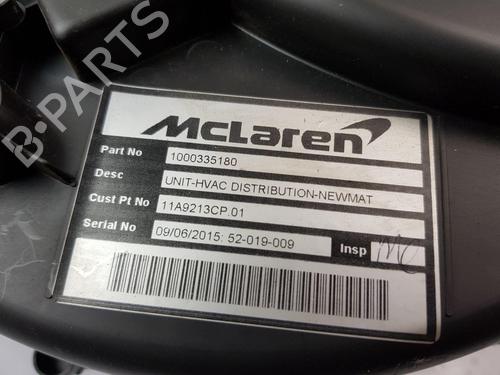 B-PARTS
McLaren
Part No 1000335180
Desc UNIT-HVAC DISTRIBUTION-NEWMAT
Cust Pt No 11A9213CP.01
Serial No 09/06/2015: 52-019-009 Insp MC